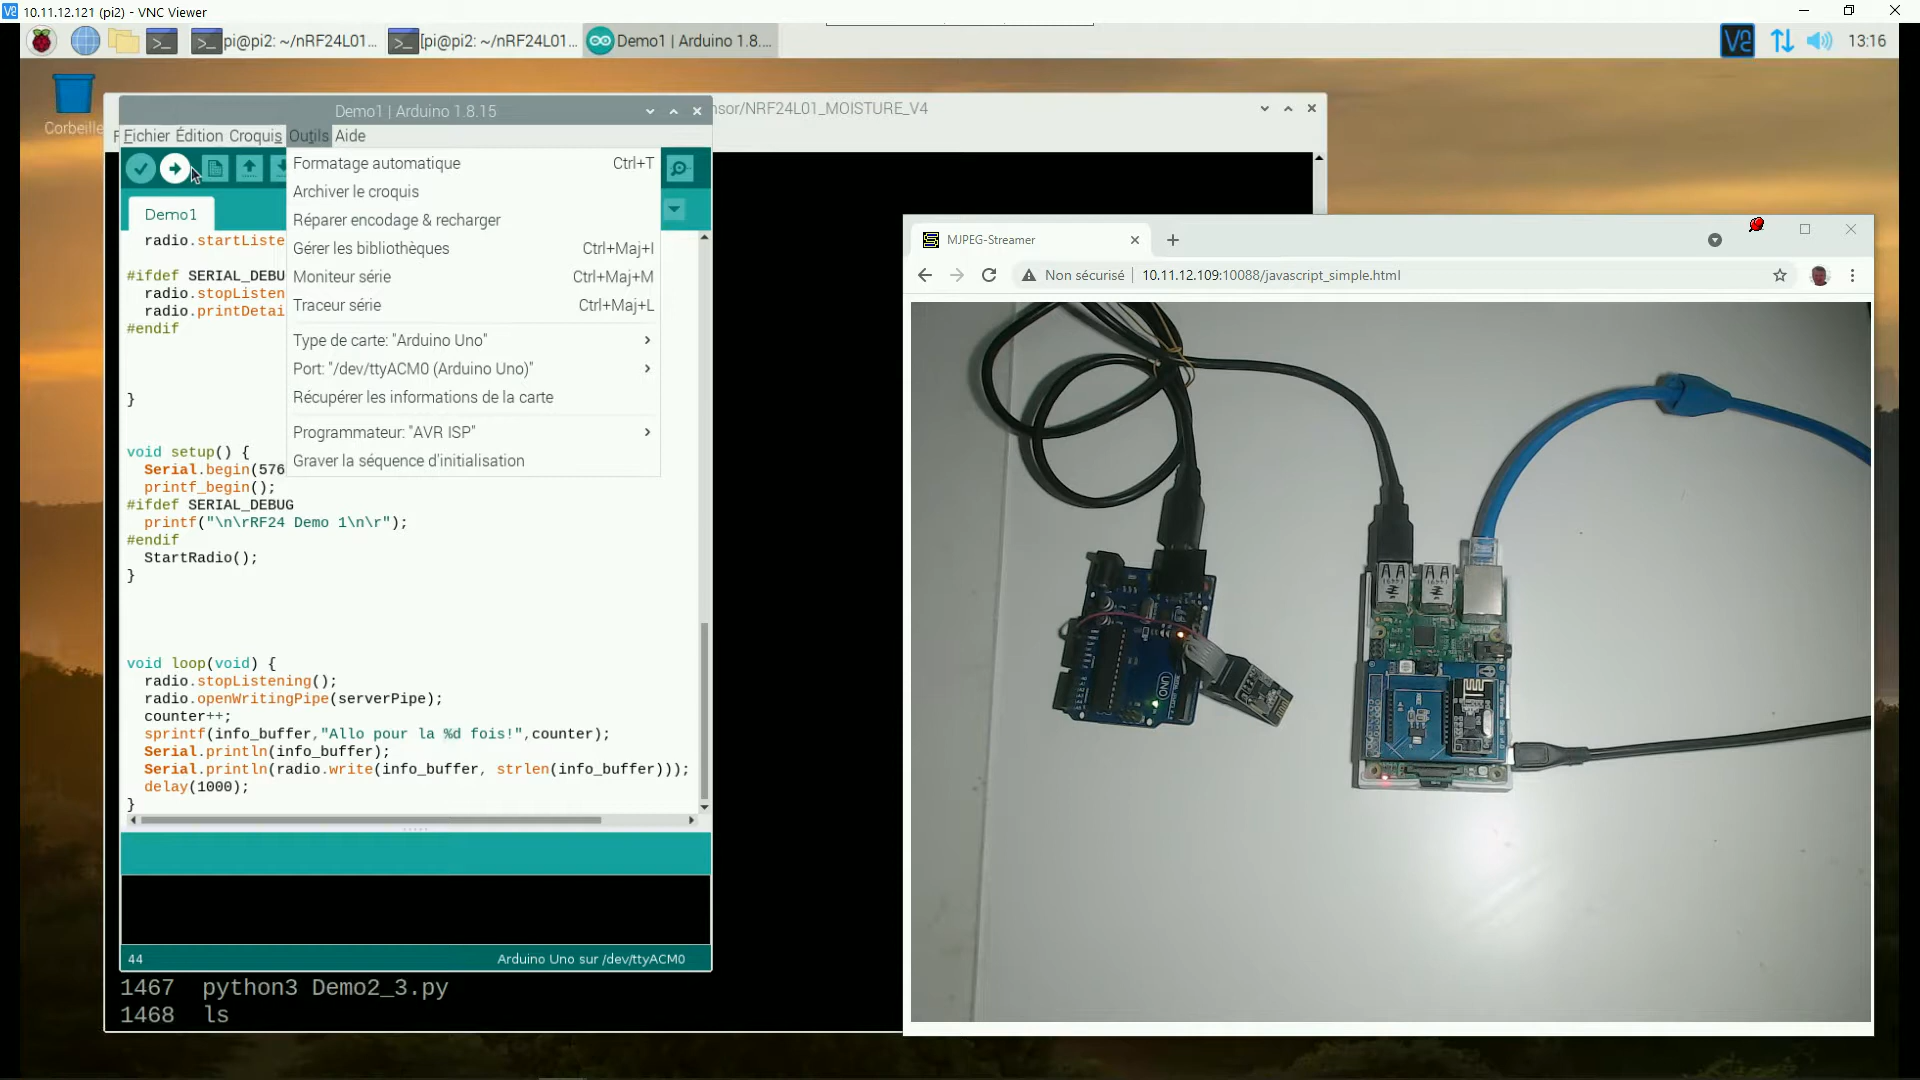 10.11.12.121 (pi2) - VNC Viewer
pi@pi2: ~/nRF24L01...
[pi@pi2: ~/nRF24L01...
Demo1 | Arduino 1.8....
13:16
Corbeille
nsor/NRF24L01_MOISTURE_V4
Demo1 | Arduino 1.8.15
Fichier Édition Croquis Outils Aide
Formatage automatique Ctrl+T
Archiver le croquis
Réparer encodage & recharger
Gérer les bibliothèques Ctrl+Maj+I
Moniteur série Ctrl+Maj+M
Traceur série Ctrl+Maj+L
Type de carte: "Arduino Uno"
Port: "/dev/ttyACM0 (Arduino Uno)"
Récupérer les informations de la carte
Programmateur: "AVR ISP"
Graver la séquence d'initialisation
Demo1
radio.startListe
#ifdef SERIAL_DEBU
radio.stopListen
radio.printDetai
#endif
}
void setup() {
Serial.begin(576
printf_begin();
#ifdef SERIAL_DEBUG
printf("\n\rRF24 Demo 1\n\r");
#endif
StartRadio();
}
void loop(void) {
radio.stopListening();
radio.openWritingPipe(serverPipe);
counter++;
sprintf(info_buffer,"Allo pour la %d fois!",counter);
Serial.println(info_buffer);
Serial.println(radio.write(info_buffer, strlen(info_buffer)));
delay(1000);
}
44
Arduino Uno sur /dev/ttyACM0
1467 python3 Demo2_3.py
1468 ls
MJPEG-Streamer
Non sécurisé
10.11.12.109:10088/javascript_simple.html
UNO